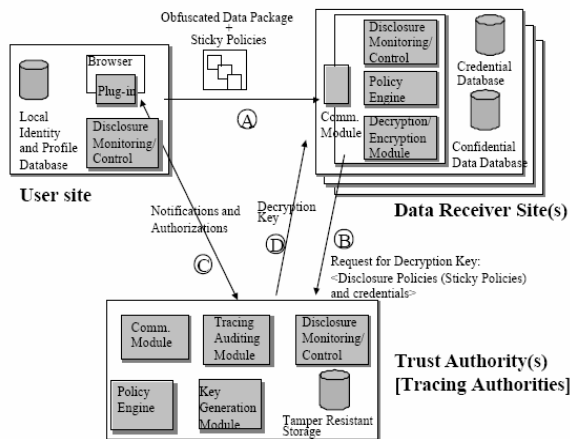 Obfuscated Data Package
+
Sticky Policies
Browser
Plug-in
Local
Identity
and Profile
Database
Disclosure
Monitoring/
Control
User site
A
Disclosure
Monitoring/
Control
Policy
Engine
Comm.
Module
Decryption/
Encryption
Module
Credential
Database
Confidential
Data Database
Data Receiver Site(s)
Notifications and
Authorizations
C
Decryption
Key
D
B
Request for Decryption Key:
<Disclosure Policies (Sticky Policies)
and credentials>
Comm.
Module
Tracing
Auditing
Module
Disclosure
Monitoring/
Control
Policy
Engine
Key
Generation
Module
Tamper Resistant
Storage
Trust Authority(s)
[Tracing Authorities]